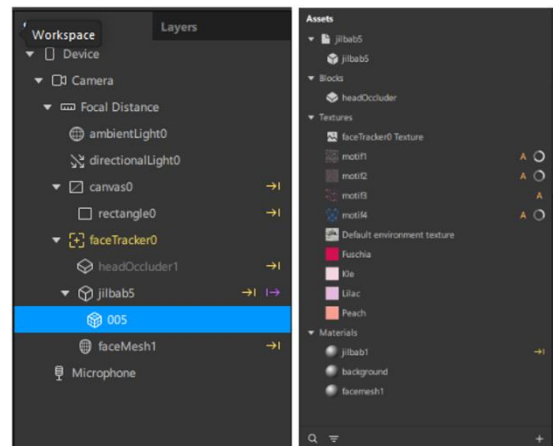 Workspace
Layers
Device
Camera
Focal Distance
ambientLight0
directionalLight0
canvas0
rectangle0
faceTracker0
headOccluder1
jilbab5
005
faceMesh1
Microphone
Assets
jilbab5
jilbab5
Blocks
headOccluder
Textures
faceTracker0 Texture
motif1 A
motif2 A
motif3 A
motif4 A
Default environment texture
Fuschia
Kle
Lilac
Peach
Materials
jilbab1
background
facemesh1